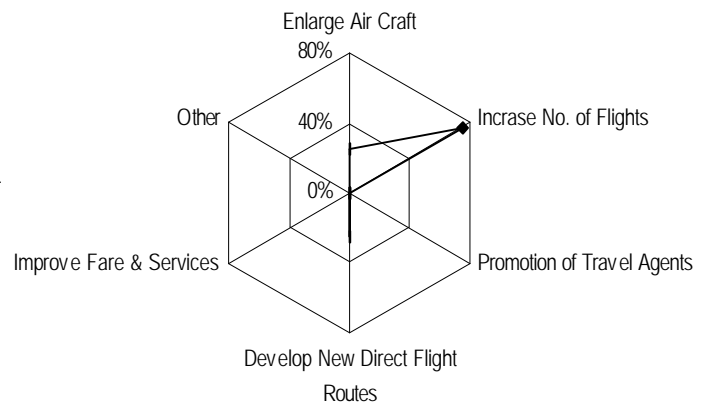 Enlarge Air Craft
80%
Other
40%
Incrase No. of Flights
0%
Improve Fare & Services
Promotion of Travel Agents
Develop New Direct Flight
Routes